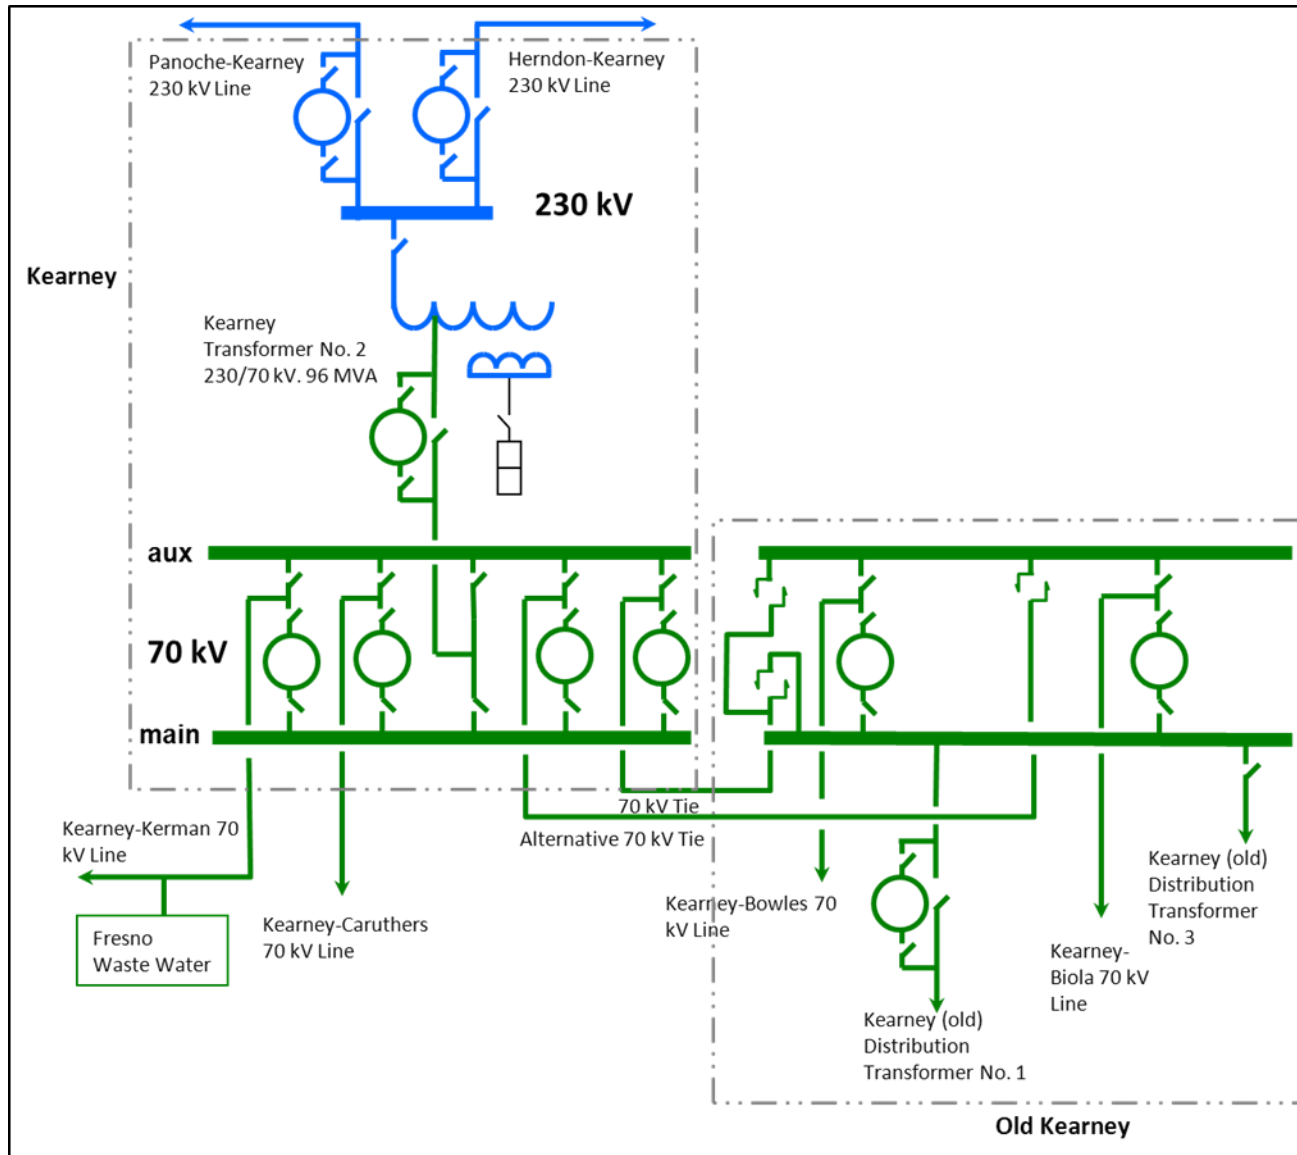 Panoche-Kearney
230 kV Line
Herndon-Kearney
230 kV Line
230 kV
Kearney
Kearney
Transformer No. 2
230/70 kV. 96 MVA
aux
70 kV
main
70 kV Tie
Alternative 70 kV Tie
Kearney-Kerman 70
kV Line
Fresno
Waste Water
Kearney-Caruthers
70 kV Line
Kearney-Bowles 70
kV Line
Kearney (old)
Distribution
Transformer No. 1
Kearney-
Biola 70 kV
Line
Kearney (old)
Distribution
Transformer
No. 3
Old Kearney